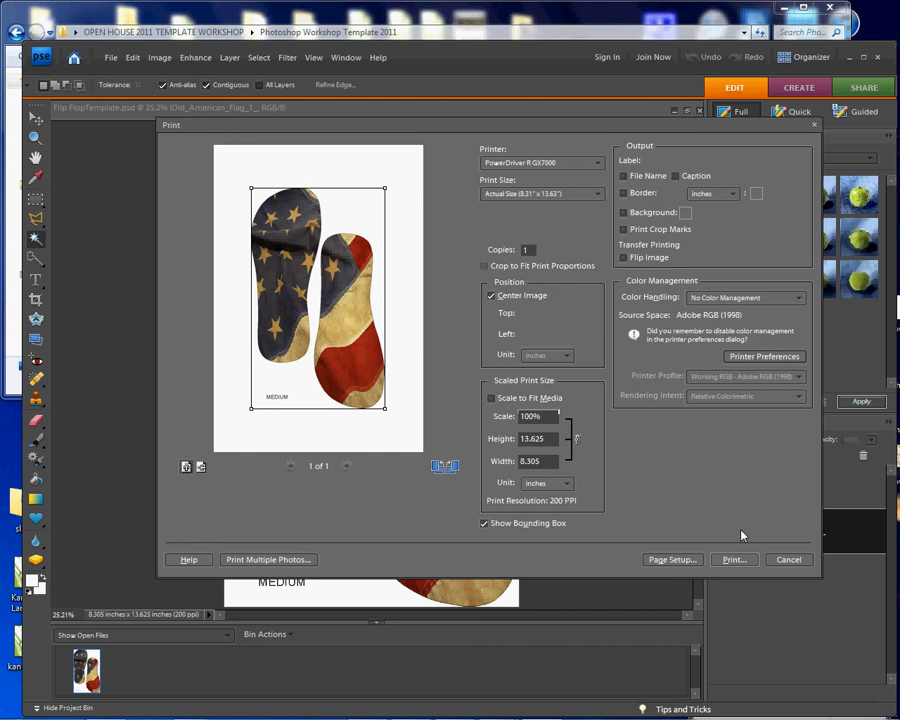 OPEN HOUSE 2011 TEMPLATE WORKSHOP Photoshop Workshop Template 2011
Search Pho...
pse File Edit Image Enhance Layer Select Filter View Window Help Sign In Join Now Undo Redo Organizer
Tolerance: Anti-alias Contiguous All Layers Refine Edge... EDIT CREATE SHARE
Flip FlopTemplate.psd @ 25.2% (Old_American_Flag_1_, RGB/8)
Full Quick Guided
Print
Printer:
PowerDriver R GX7000
Print Size:
Actual Size (8.31" x 13.63")
Copies: 1
Crop to Fit Print Proportions
Position
Center Image
Top:
Left:
Unit: inches
Scaled Print Size
Scale to Fit Media
Scale: 100%
Height: 13.625
Width: 8.305
Unit: inches
Print Resolution: 200 PPI
Show Bounding Box
Output
Label:
File Name Caption
Border: inches :
Background:
Print Crop Marks
Transfer Printing
Flip Image
Color Management
Color Handling: No Color Management
Source Space: Adobe RGB (1998)
Did you remember to disable color management
in the printer preferences dialog?
Printer Preferences
Printer Profile: Working RGB - Adobe RGB (1998)
Rendering Intent: Relative Colorimetric
MEDIUM
1 of 1
Help Print Multiple Photos... Page Setup... Print... Cancel
Apply
MEDIUM
25.21% 8.305 inches x 13.625 inches (200 ppi)
Show Open Files Bin Actions
Hide Project Bin Tips and Tricks